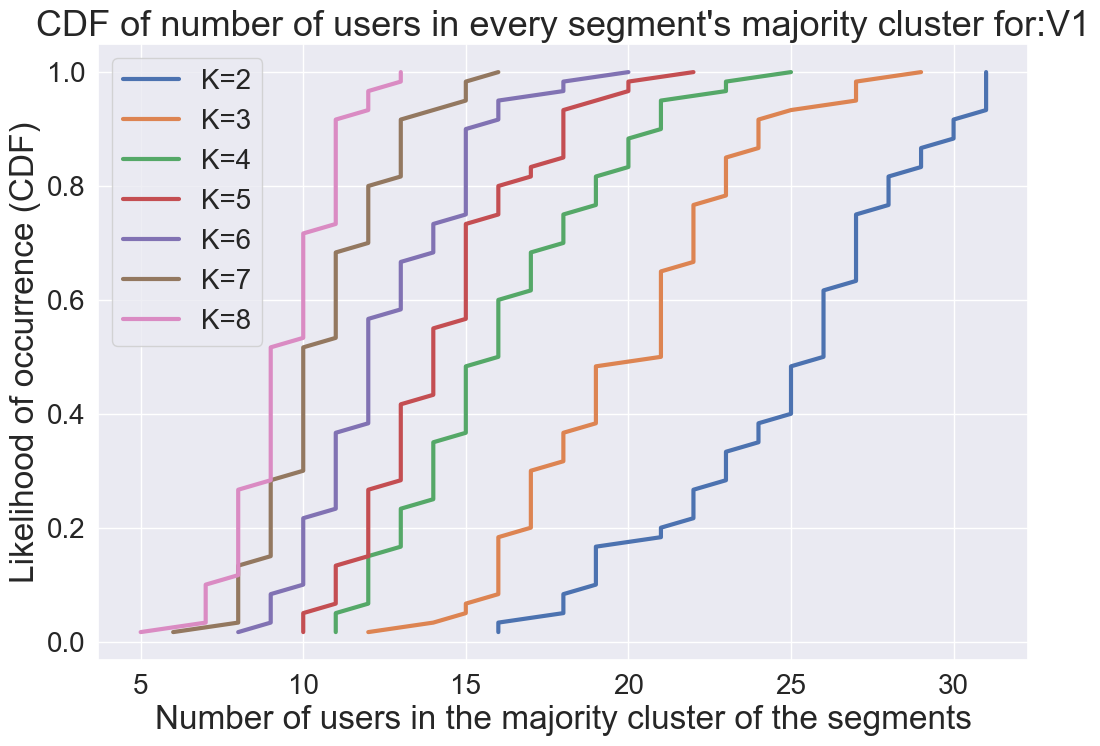 CDF of number of users in every segment's majority cluster for:V1
Likelihood of occurrence (CDF)
1.0
0.8
0.6
0.4
0.2
0.0
K=2
K=3
K=4
K=5
K=6
K=7
K=8
5 10 15 20 25 30
Number of users in the majority cluster of the segments